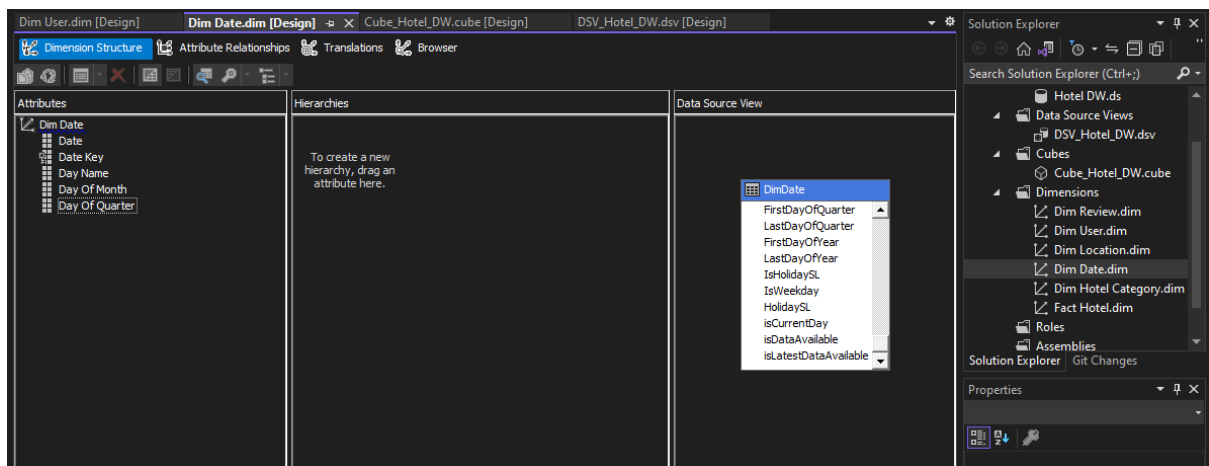 Dim User.dim [Design]
Dim Date.dim [Design]
Cube_Hotel_DW.cube [Design]
DSV_Hotel_DW.dsv [Design]
Dimension Structure
Attribute Relationships
Translations
Browser
Attributes
Dim Date
Date
Date Key
Day Name
Day Of Month
Day Of Quarter
Hierarchies
To create a new
hierarchy, drag an
attribute here.
Data Source View
DimDate
FirstDayOfQuarter
LastDayOfQuarter
FirstDayOfYear
LastDayOfYear
IsHolidaySL
IsWeekday
HolidaySL
isCurrentDay
isDataAvailable
isLatestDataAvailable
Solution Explorer
Search Solution Explorer (Ctrl+;)
Hotel DW.ds
Data Source Views
DSV_Hotel_DW.dsv
Cubes
Cube_Hotel_DW.cube
Dimensions
Dim Review.dim
Dim User.dim
Dim Location.dim
Dim Date.dim
Dim Hotel Category.dim
Fact Hotel.dim
Roles
Assemblies
Solution Explorer
Git Changes
Properties